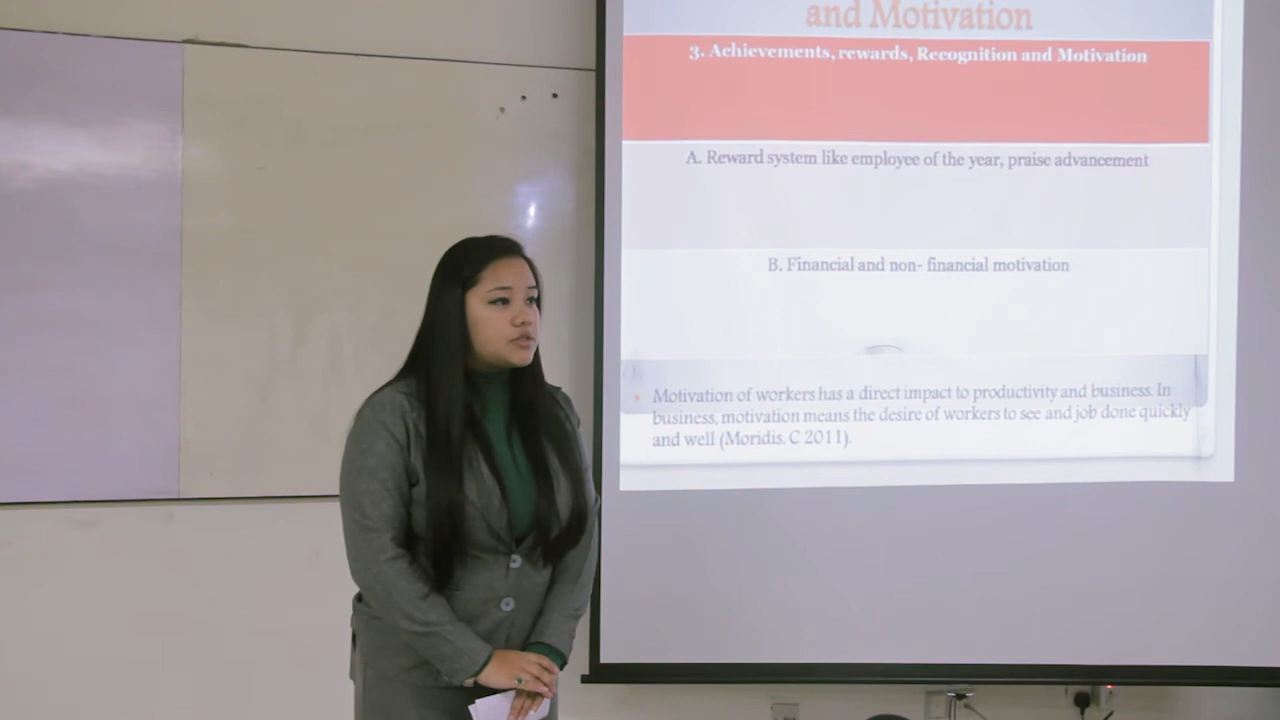 and Motivation
3. Achievements, rewards, Recognition and Motivation
A. Reward system like employee of the year, praise advancement
B. Financial and non- financial motivation
• Motivation of workers has a direct impact to productivity and business. In
business, motivation means the desire of workers to see and job done quickly
and well (Moridis, C 2011).